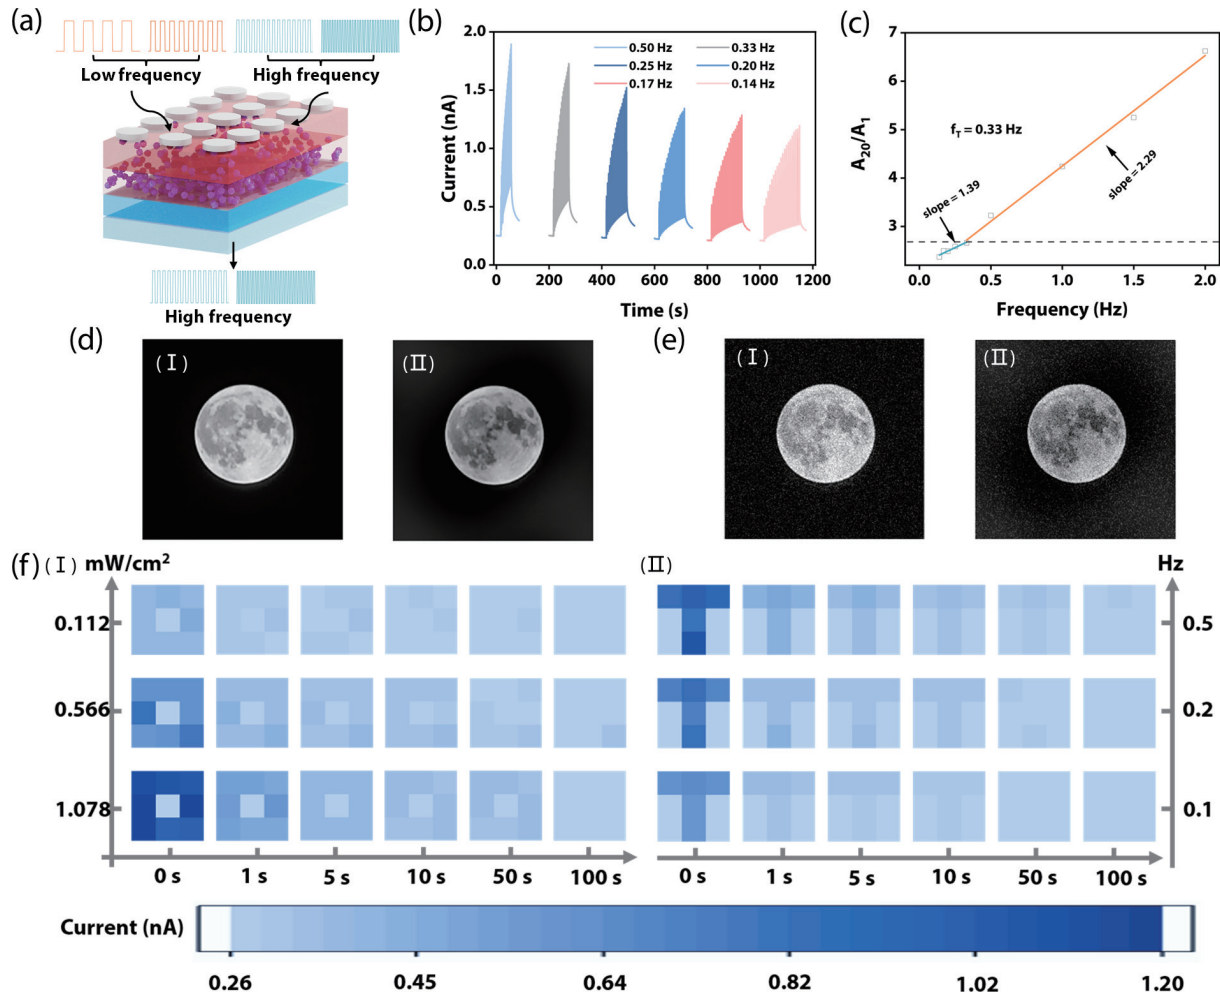 (a)
Low frequency
High frequency
High frequency
(b)
Current (nA)
2.0
1.5
1.0
0.5
0.0
0.50 Hz
0.33 Hz
0.25 Hz
0.20 Hz
0.17 Hz
0.14 Hz
0 200 400 600 800 1000 1200
Time (s)
(c)
A20/A1
7
6
5
4
3
fT = 0.33 Hz
slope = 1.39
slope = 2.29
0.0 0.5 1.0 1.5 2.0
Frequency (Hz)
(d)
(I)
(II)
(e)
(I)
(II)
(f)
(I) mW/cm²
0.112
0.566
1.078
0 s 1 s 5 s 10 s 50 s 100 s
(II)
Hz
0.5
0.2
0.1
0 s 1 s 5 s 10 s 50 s 100 s
Current (nA)
0.26 0.45 0.64 0.82 1.02 1.20